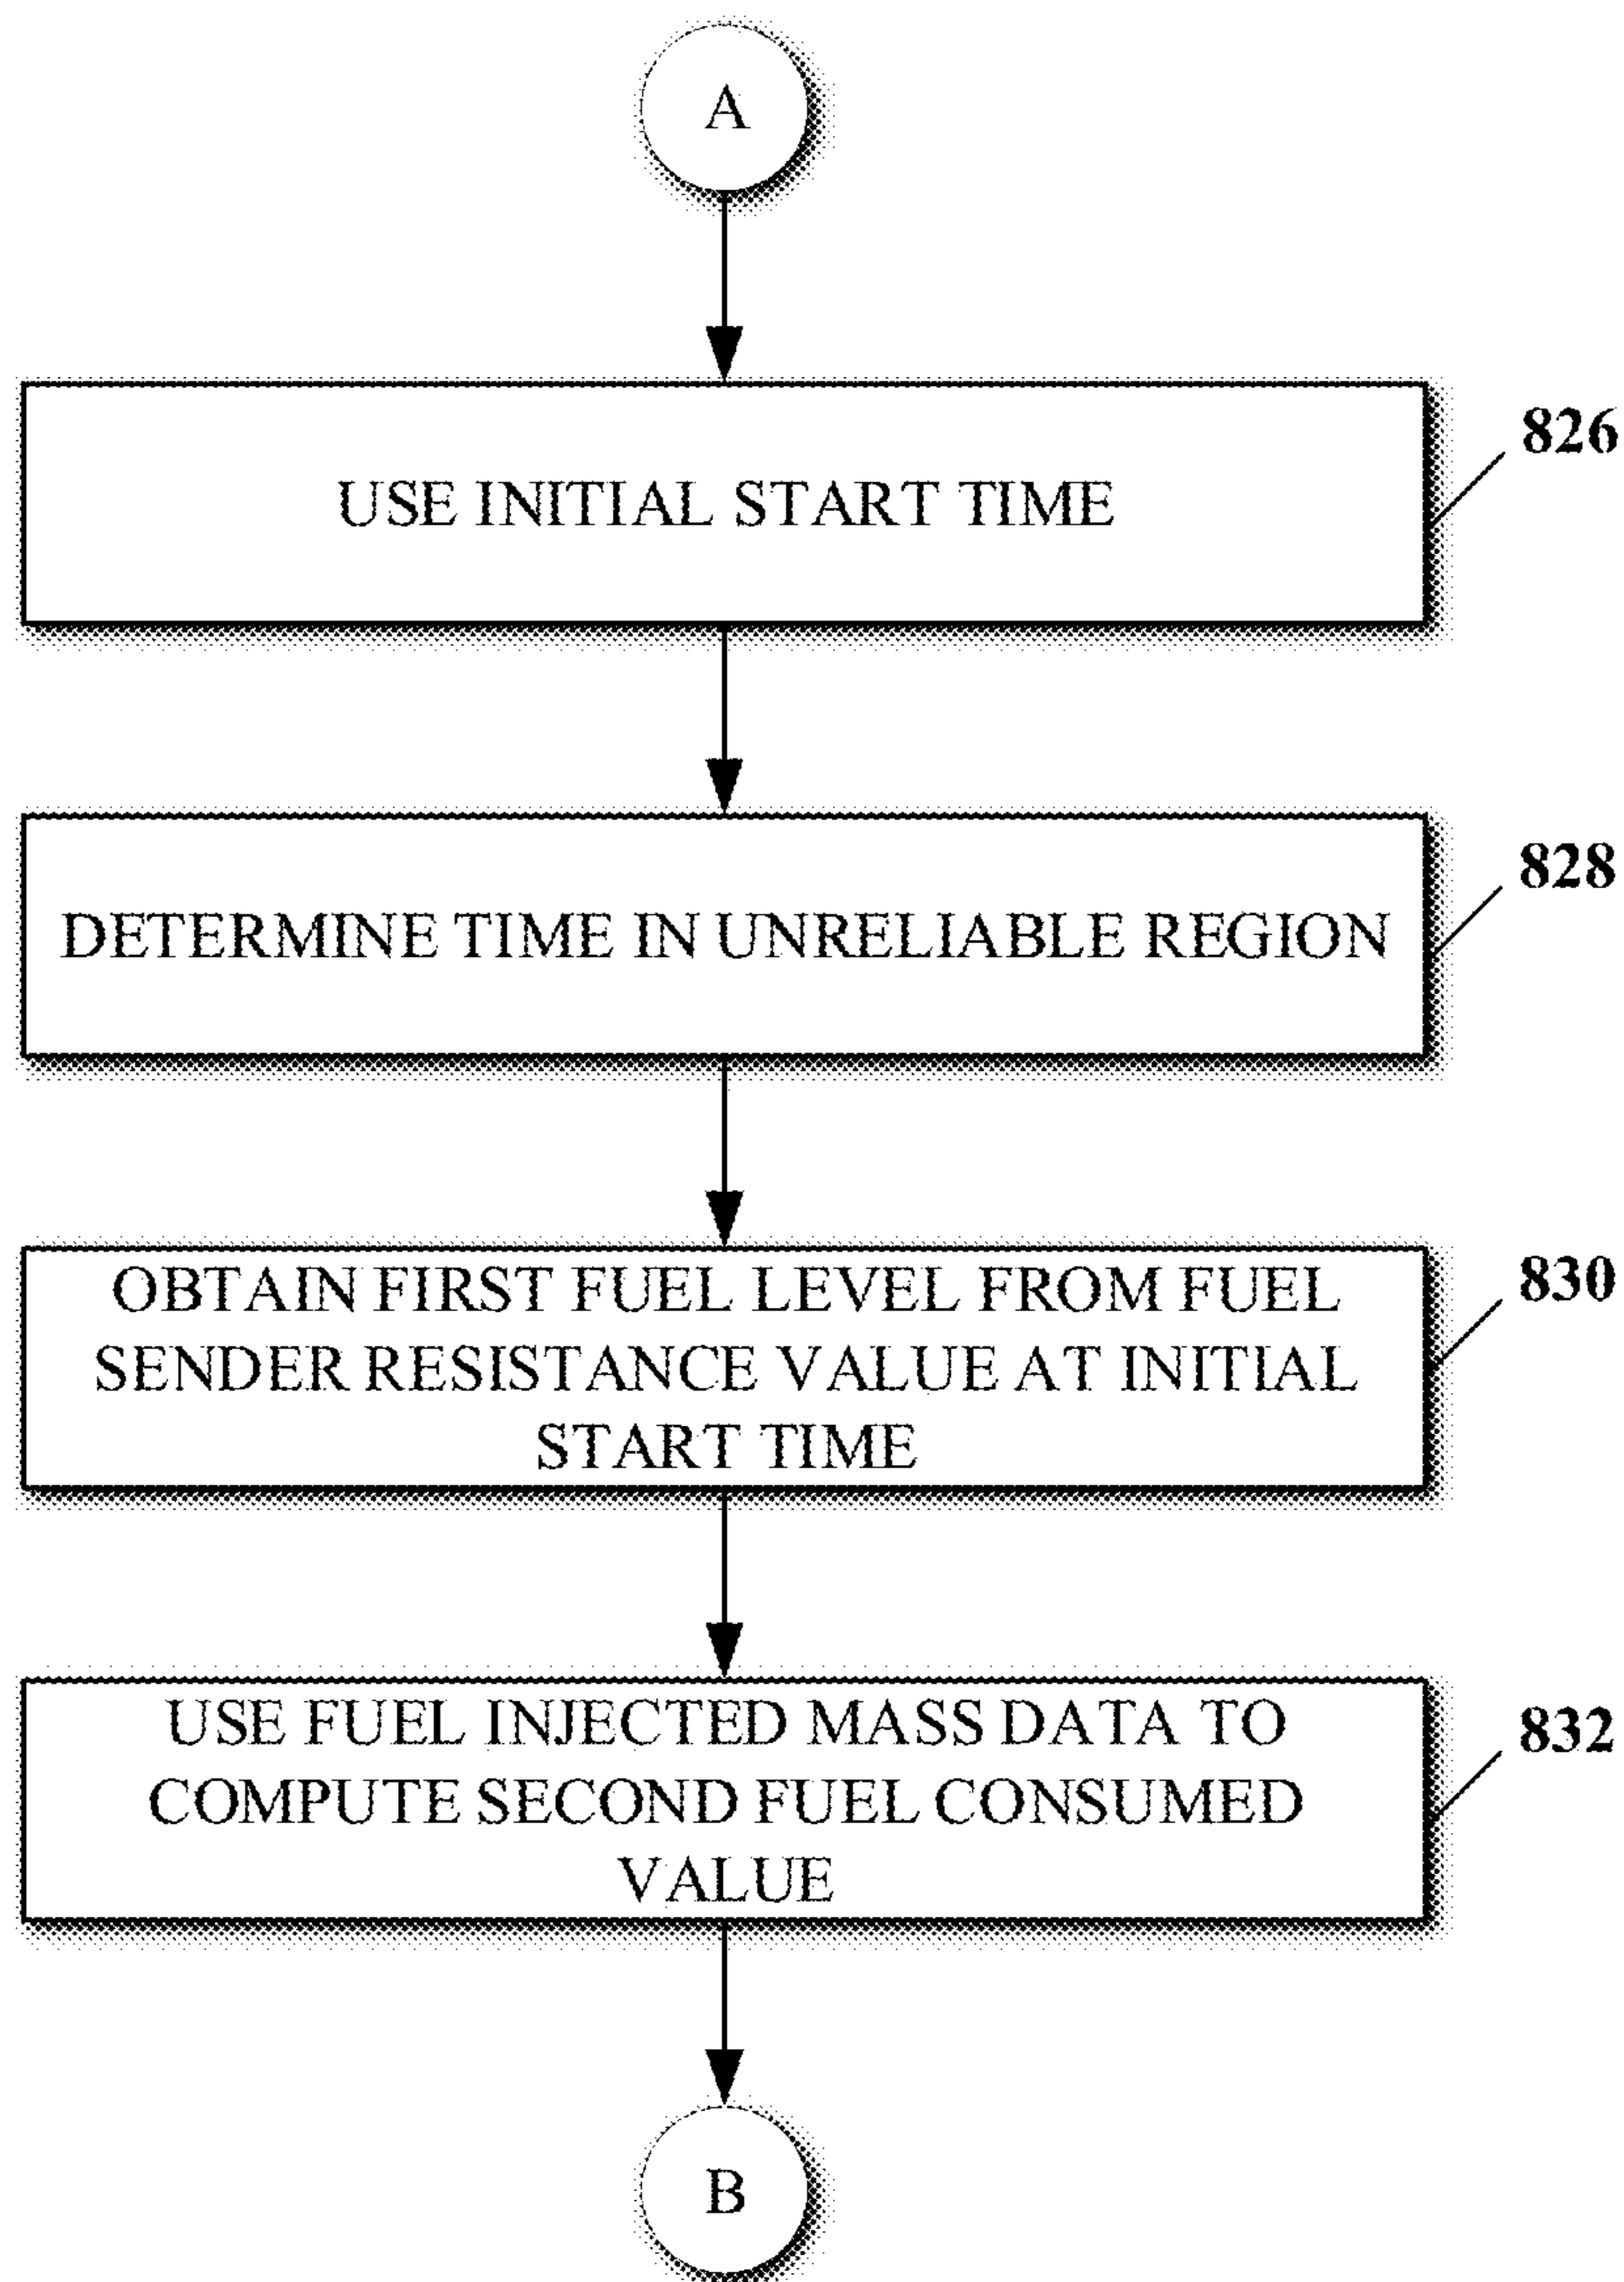 A
USE INITIAL START TIME
826
DETERMINE TIME IN UNRELIABLE REGION
828
OBTAIN FIRST FUEL LEVEL FROM FUEL
SENDER RESISTANCE VALUE AT INITIAL
START TIME
830
USE FUEL INJECTED MASS DATA TO
COMPUTE SECOND FUEL CONSUMED
VALUE
832
B